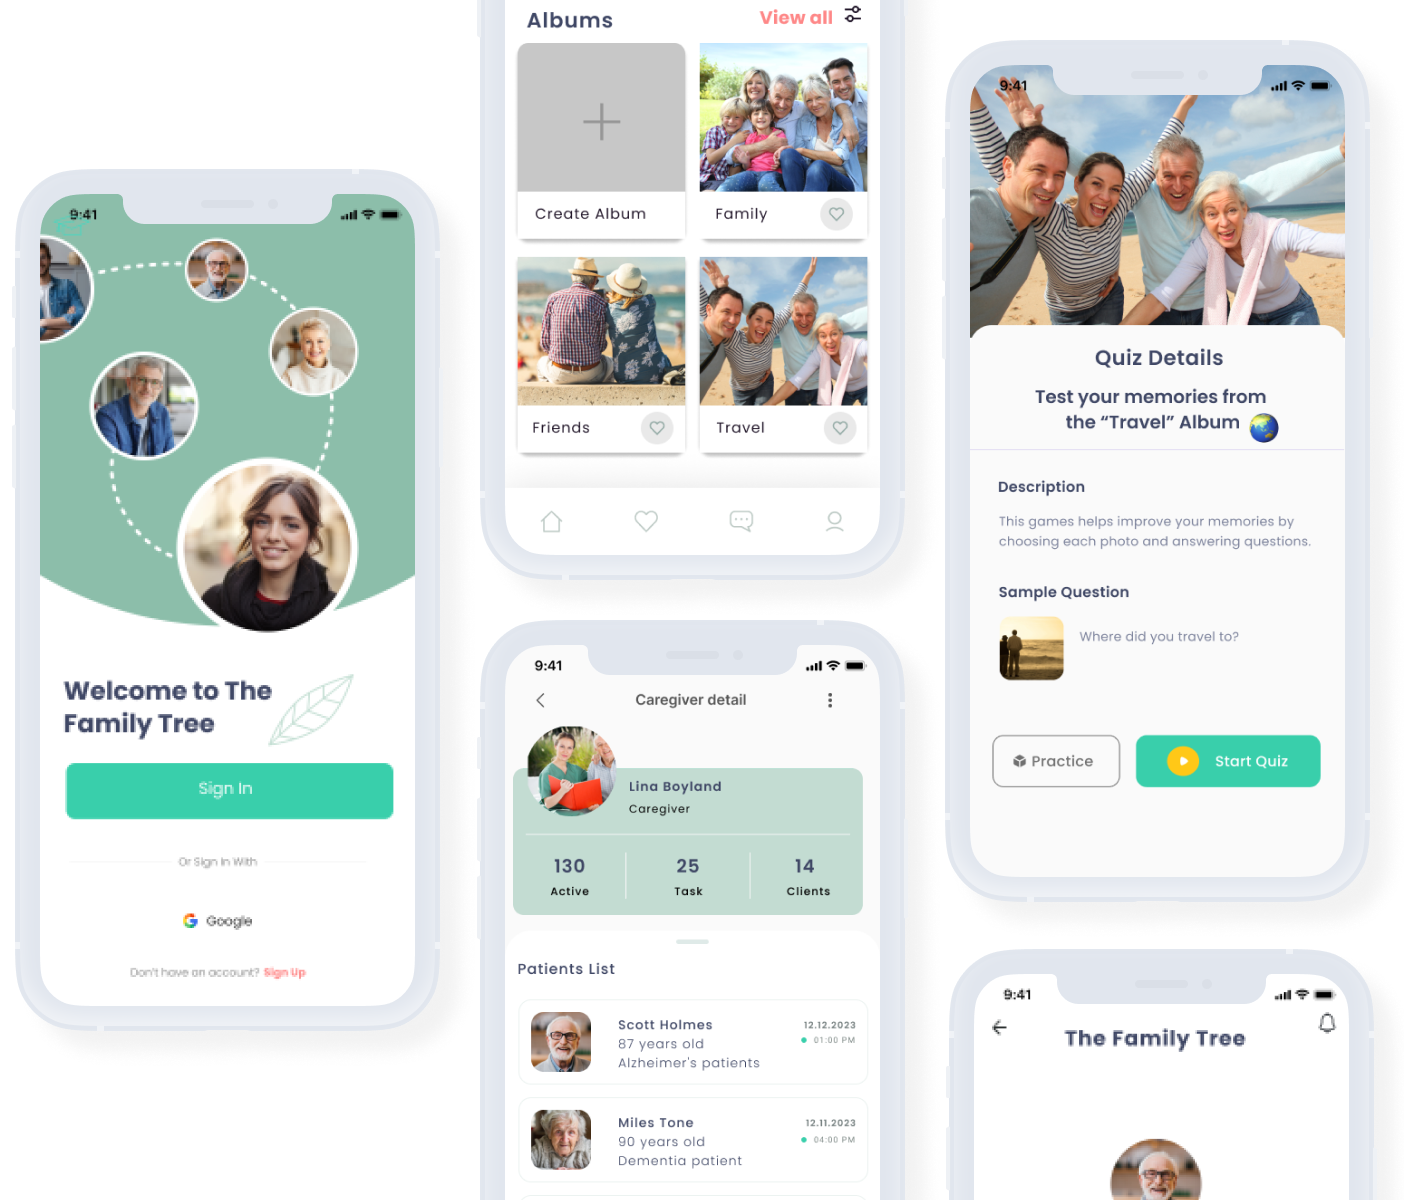 9:41
Welcome to The
Family Tree
Sign In
Or Sign In With
Google
Don't have an account? Sign Up
Albums
View all
Create Album
Family
Friends
Travel
9:41
Caregiver detail
Lina Boyland
Caregiver
130
Active
25
Task
14
Clients
Patients List
Scott Holmes
87 years old
Alzheimer's patients
12.12.2023
01:00 PM
Miles Tone
90 years old
Dementia patient
12.11.2023
04:00 PM
9:41
Quiz Details
Test your memories from
the “Travel” Album
Description
This games helps improve your memories by
choosing each photo and answering questions.
Sample Question
Where did you travel to?
Practice
Start Quiz
9:41
The Family Tree